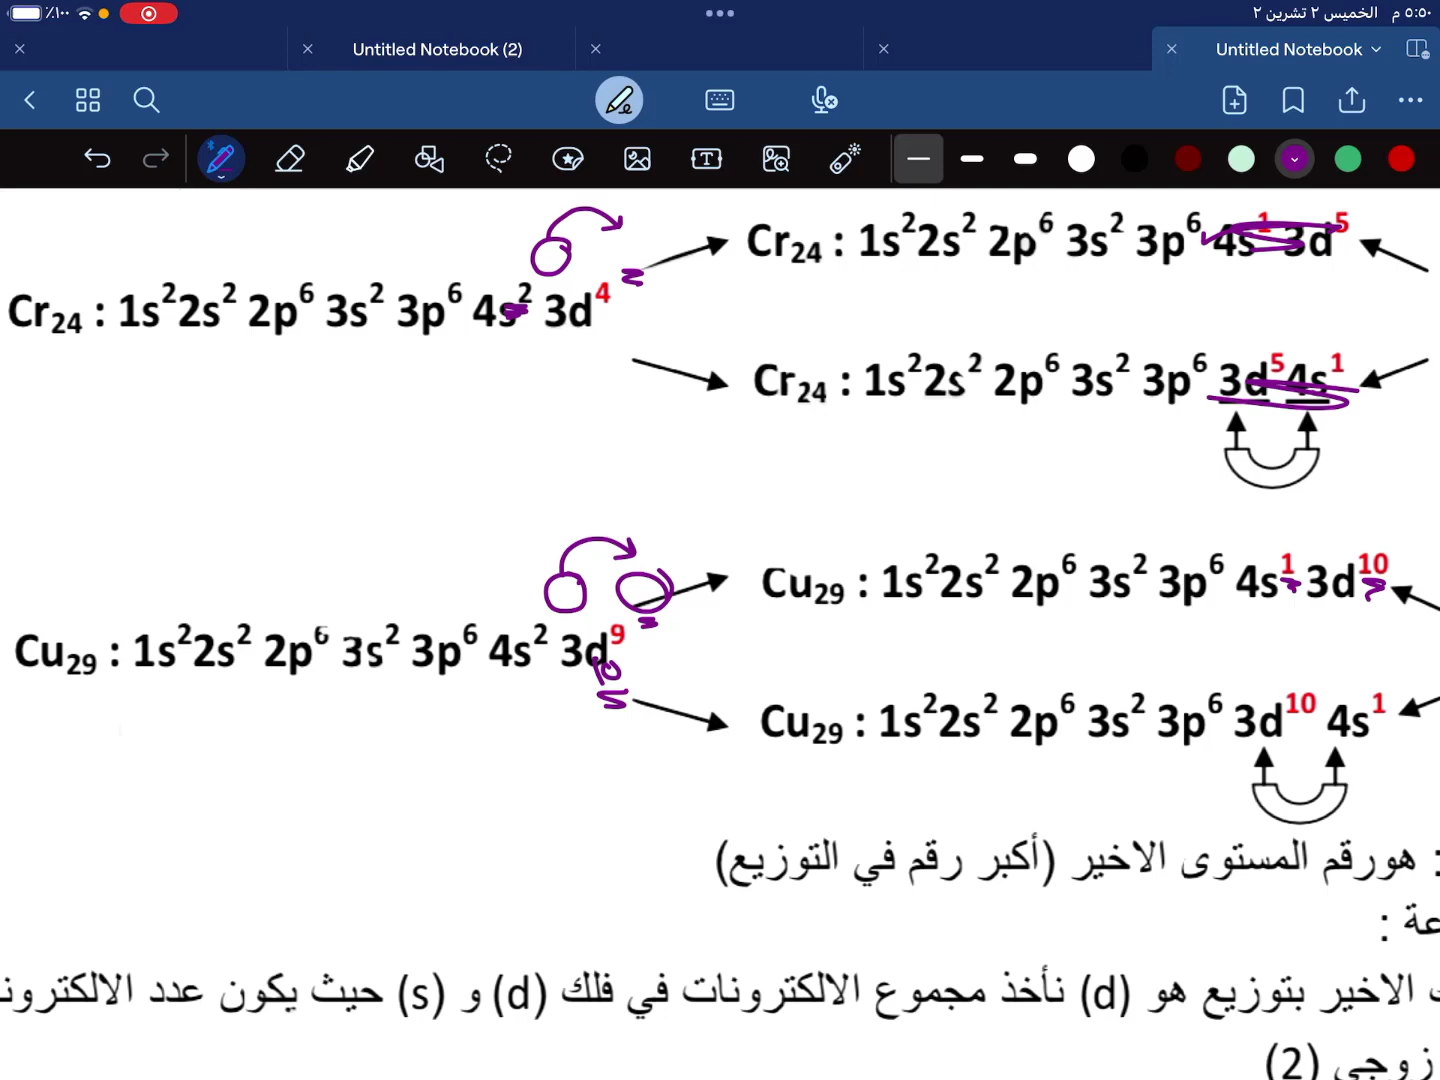 ٥:٥٠ م الخميس ٢ تشرين ٢
٪١٠٠
Untitled Notebook (2)
Untitled Notebook
Cr24 : 1s² 2s² 2p⁶ 3s² 3p⁶ 4s¹ 3d⁵
Cr24 : 1s² 2s² 2p⁶ 3s² 3p⁶ 4s² 3d⁴
Cr24 : 1s² 2s² 2p⁶ 3s² 3p⁶ 3d⁵ 4s¹
Cu29 : 1s² 2s² 2p⁶ 3s² 3p⁶ 4s¹ 3d¹⁰
Cu29 : 1s² 2s² 2p⁶ 3s² 3p⁶ 4s² 3d⁹
Cu29 : 1s² 2s² 2p⁶ 3s² 3p⁶ 3d¹⁰ 4s¹
: هورقم المستوى الاخير (أكبر رقم في التوزيع)
عة :
الاخير بتوزيع هو (d) نأخذ مجموع الالكترونات في فلك (d) و (s) حيث يكون عدد الالكترون
زوجي (2)